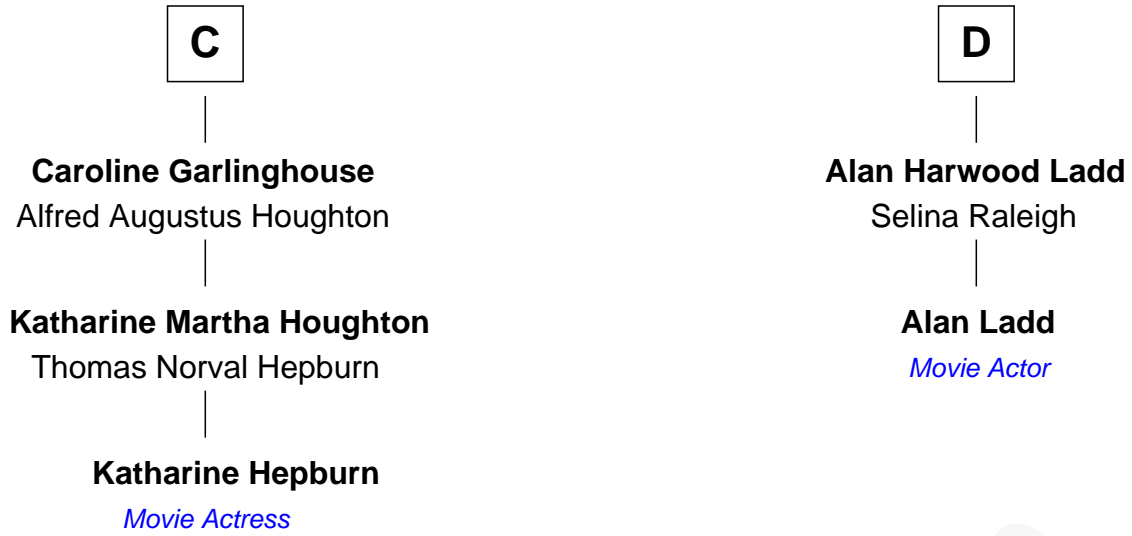 C
Caroline Garlinghouse
Alfred Augustus Houghton
Katharine Martha Houghton
Thomas Norval Hepburn
Katharine Hepburn
Movie Actress
D
Alan Harwood Ladd
Selina Raleigh
Alan Ladd
Movie Actor